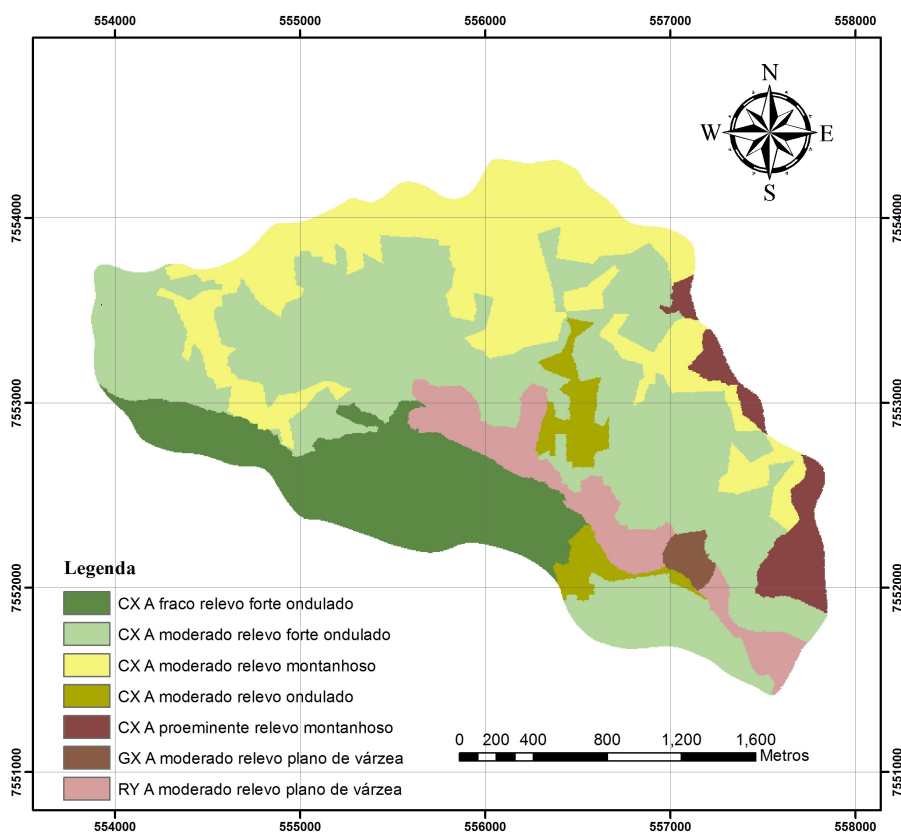 554000 555000 556000 557000 558000
N
W E
S
7554000 7554000
7553000 7553000
7552000 7552000
7551000 7551000
Legenda
CX A fraco relevo forte ondulado
CX A moderado relevo forte ondulado
CX A moderado relevo montanhoso
CX A moderado relevo ondulado
CX A proeminente relevo montanhoso
GX A moderado relevo plano de várzea
RY A moderado relevo plano de várzea
0 200 400 800 1,200 1,600
Metros
554000 555000 556000 557000 558000